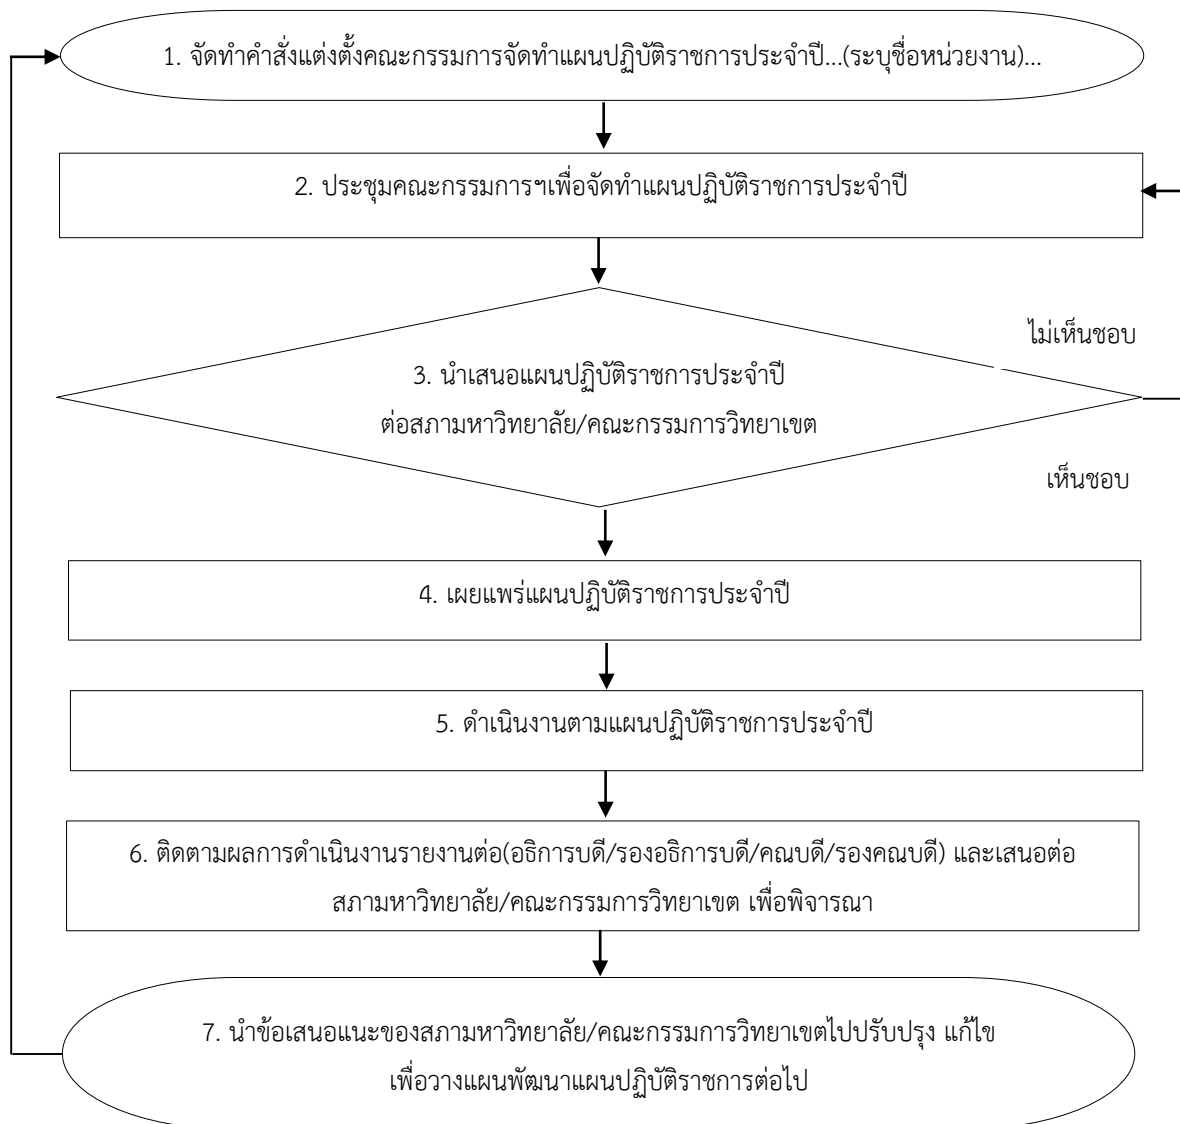 1. จัดทำคำสั่งแต่งตั้งคณะกรรมการจัดทำแผนปฏิบัติราชการประจำปี...(ระบุชื่อหน่วยงาน)...
2. ประชุมคณะกรรมการฯเพื่อจัดทำแผนปฏิบัติราชการประจำปี
ไม่เห็นชอบ
3. นำเสนอแผนปฏิบัติราชการประจำปี
ต่อสภามหาวิทยาลัย/คณะกรรมการวิทยาเขต
เห็นชอบ
4. เผยแพร่แผนปฏิบัติราชการประจำปี
5. ดำเนินงานตามแผนปฏิบัติราชการประจำปี
6. ติดตามผลการดำเนินงานรายงานต่อ(อธิการบดี/รองอธิการบดี/คณบดี/รองคณบดี) และเสนอต่อ
สภามหาวิทยาลัย/คณะกรรมการวิทยาเขต เพื่อพิจารณา
7. นำข้อเสนอแนะของสภามหาวิทยาลัย/คณะกรรมการวิทยาเขตไปปรับปรุง แก้ไข
เพื่อวางแผนพัฒนาแผนปฏิบัติราชการต่อไป